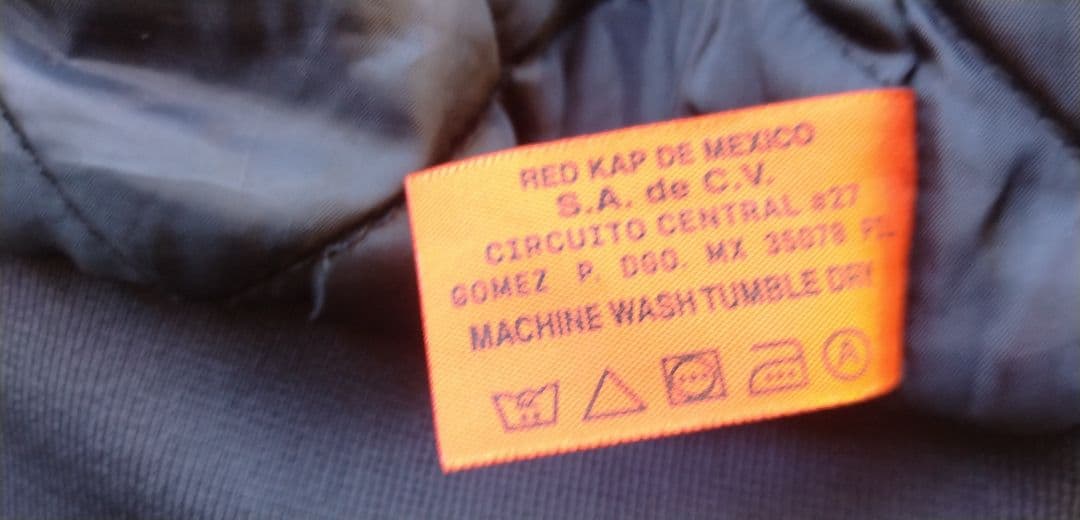 RED KAP DE MEXICO
S.A. de C.V.
CIRCUITO CENTRAL #27
GOMEZ P. DGO. MX 35078
MACHINE WASH TUMBLE DRY
A